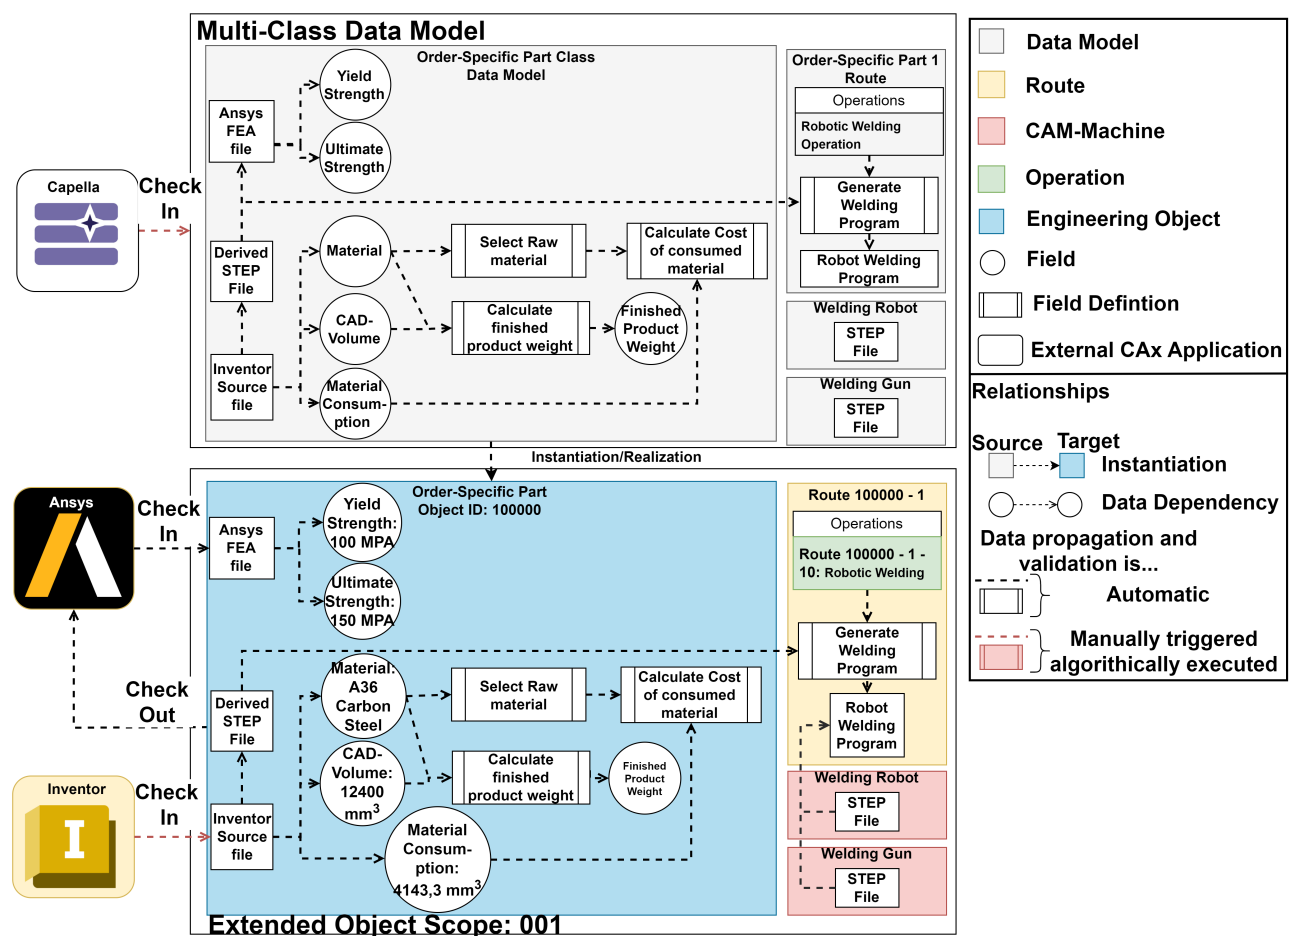 Multi-Class Data Model
Order-Specific Part Class
Data Model
Yield
Strength
Ansys
FEA
file
Ultimate
Strength
Capella
Check
In
Material
Derived
STEP
File
Select Raw
material
Calculate Cost
of consumed
material
CAD-
Volume
Calculate
finished
product weight
Finished
Product
Weight
Inventor
Source
file
Material
Consum-
ption
Order-Specific Part 1
Route
Operations
Robotic Welding
Operation
Generate
Welding
Program
Robot Welding
Program
Welding Robot
STEP
File
Welding Gun
STEP
File
Instantiation/Realization
Order-Specific Part
Object ID: 100000
Ansys
Check
In
Ansys
FEA
file
Yield
Strength:
100 MPA
Ultimate
Strength:
150 MPA
Check
Out
Derived
STEP
File
Material:
A36
Carbon
Steel
Select Raw
material
Calculate Cost
of consumed
material
CAD-
Volume:
12400
mm3
Calculate
finished
product weight
Finished
Product
Weight
Inventor
Check
In
Inventor
Source
file
Material
Consum-
ption:
4143,3 mm3
Route 100000 - 1
Operations
Route 100000 - 1 -
10: Robotic Welding
Generate
Welding
Program
Robot
Welding
Program
Welding Robot
STEP
File
Welding Gun
STEP
File
Extended Object Scope: 001
Data Model
Route
CAM-Machine
Operation
Engineering Object
Field
Field Defintion
External CAx Application
Relationships
Source Target
Instantiation
Data Dependency
Data propagation and
validation is...
Automatic
Manually triggered
algorithically executed